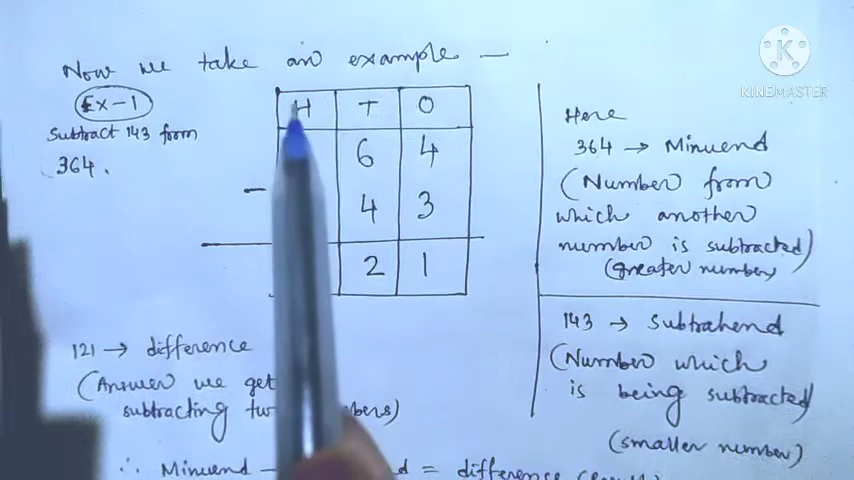 Now we take an example —
Ex-1
Subtract 143 from
364.
H T O
6 4
- 4 3
2 1
121 → difference
(Answer we get
subtracting two
∴ Minuend - = difference
Here
364 → Minuend
(Number from
which another
number is subtracted)
(greater number)
143 → Subtrahend
(Number which
is being subtracted)
(smaller number)
K
KINEMASTER